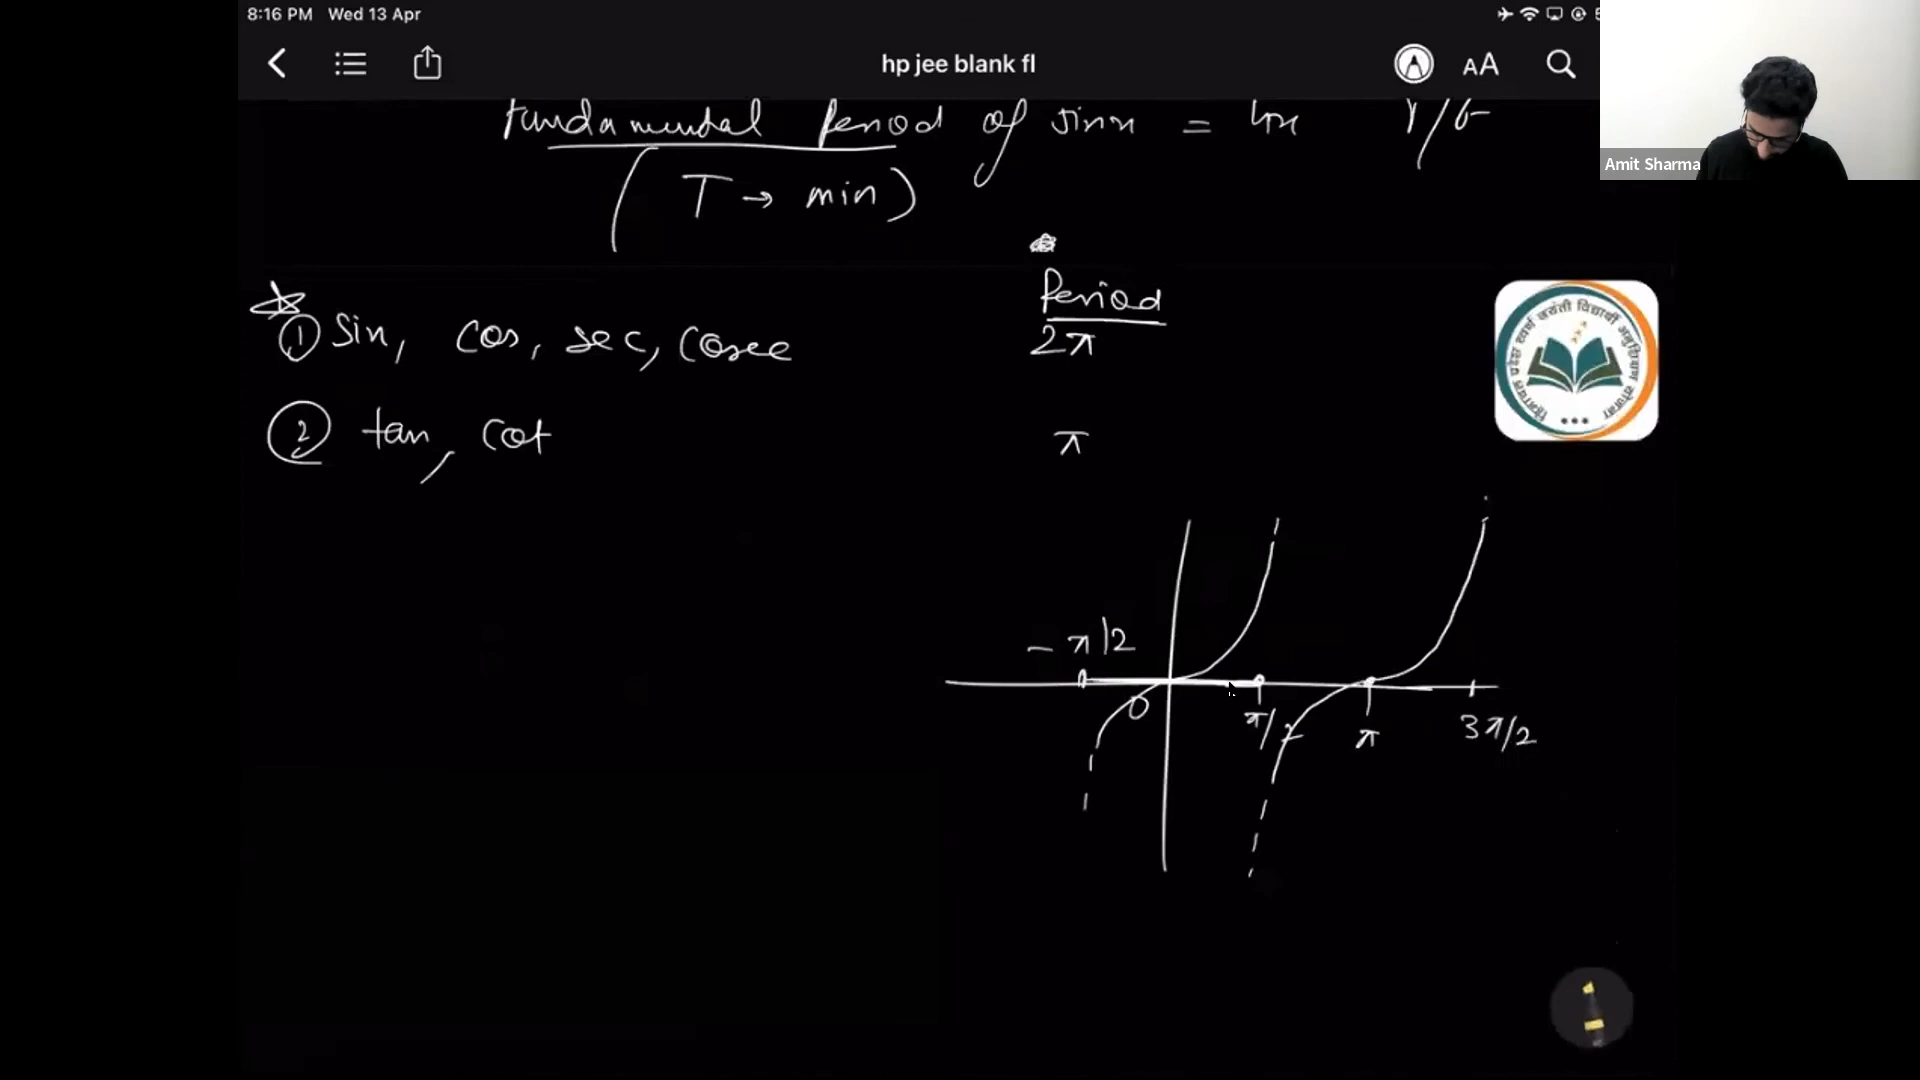 8:16 PM Wed 13 Apr
hp jee blank fl
AA
Amit Sharma
fundamental Period of sinx = 4π T/F
(T → min)
Period
① Sin, cos, sec, cosec 2π
② tan, cot π
- π/2
0 π/2 π 3π/2